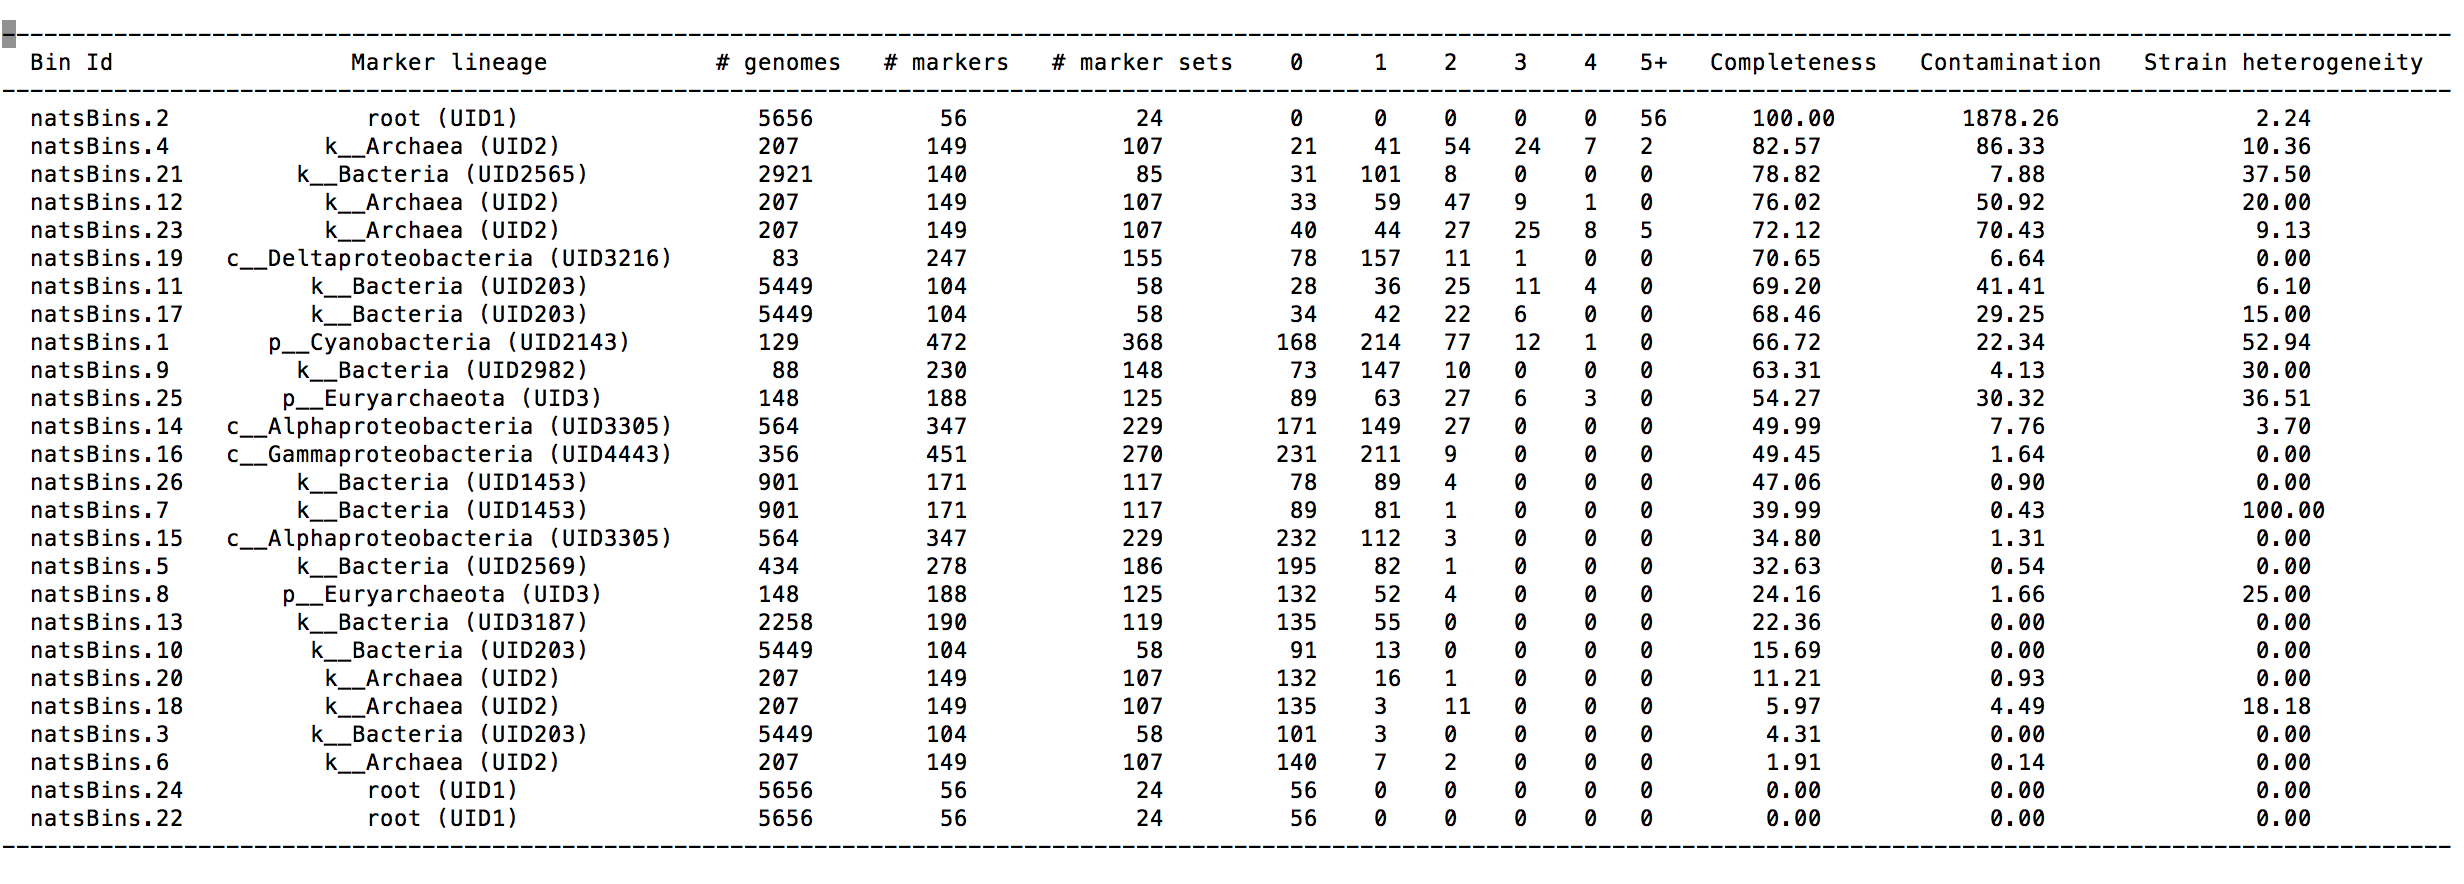 --------------------------------------------------------------------------------
Bin Id Marker lineage # genomes # markers # marker sets 0 1 2 3 4 5+ Completeness Contamination Strain heterogeneity
--------------------------------------------------------------------------------
natsBins.2 root (UID1) 5656 56 24 0 0 0 0 0 56 100.00 1878.26 2.24
natsBins.4 k__Archaea (UID2) 207 149 107 21 41 54 24 7 2 82.57 86.33 10.36
natsBins.21 k__Bacteria (UID2565) 2921 140 85 31 101 8 0 0 0 78.82 7.88 37.50
natsBins.12 k__Archaea (UID2) 207 149 107 33 59 47 9 1 0 76.02 50.92 20.00
natsBins.23 k__Archaea (UID2) 207 149 107 40 44 27 25 8 5 72.12 70.43 9.13
natsBins.19 c__Deltaproteobacteria (UID3216) 83 247 155 78 157 11 1 0 0 70.65 6.64 0.00
natsBins.11 k__Bacteria (UID203) 5449 104 58 28 36 25 11 4 0 69.20 41.41 6.10
natsBins.17 k__Bacteria (UID203) 5449 104 58 34 42 22 6 0 0 68.46 29.25 15.00
natsBins.1 p__Cyanobacteria (UID2143) 129 472 368 168 214 77 12 1 0 66.72 22.34 52.94
natsBins.9 k__Bacteria (UID2982) 88 230 148 73 147 10 0 0 0 63.31 4.13 30.00
natsBins.25 p__Euryarchaeota (UID3) 148 188 125 89 63 27 6 3 0 54.27 30.32 36.51
natsBins.14 c__Alphaproteobacteria (UID3305) 564 347 229 171 149 27 0 0 0 49.99 7.76 3.70
natsBins.16 c__Gammaproteobacteria (UID4443) 356 451 270 231 211 9 0 0 0 49.45 1.64 0.00
natsBins.26 k__Bacteria (UID1453) 901 171 117 78 89 4 0 0 0 47.06 0.90 0.00
natsBins.7 k__Bacteria (UID1453) 901 171 117 89 81 1 0 0 0 39.99 0.43 100.00
natsBins.15 c__Alphaproteobacteria (UID3305) 564 347 229 232 112 3 0 0 0 34.80 1.31 0.00
natsBins.5 k__Bacteria (UID2569) 434 278 186 195 82 1 0 0 0 32.63 0.54 0.00
natsBins.8 p__Euryarchaeota (UID3) 148 188 125 132 52 4 0 0 0 24.16 1.66 25.00
natsBins.13 k__Bacteria (UID3187) 2258 190 119 135 55 0 0 0 0 22.36 0.00 0.00
natsBins.10 k__Bacteria (UID203) 5449 104 58 91 13 0 0 0 0 15.69 0.00 0.00
natsBins.20 k__Archaea (UID2) 207 149 107 132 16 1 0 0 0 11.21 0.93 0.00
natsBins.18 k__Archaea (UID2) 207 149 107 135 3 11 0 0 0 5.97 4.49 18.18
natsBins.3 k__Bacteria (UID203) 5449 104 58 101 3 0 0 0 0 4.31 0.00 0.00
natsBins.6 k__Archaea (UID2) 207 149 107 140 7 2 0 0 0 1.91 0.14 0.00
natsBins.24 root (UID1) 5656 56 24 56 0 0 0 0 0 0.00 0.00 0.00
natsBins.22 root (UID1) 5656 56 24 56 0 0 0 0 0 0.00 0.00 0.00
--------------------------------------------------------------------------------